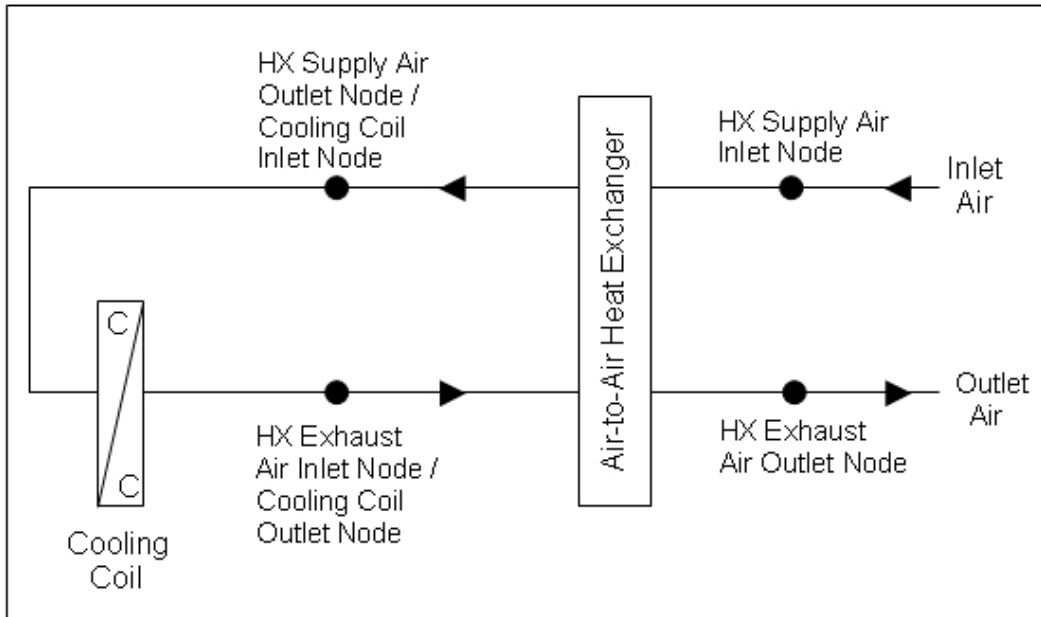 HX Supply Air
Outlet Node /
Cooling Coil
Inlet Node
HX Supply Air
Inlet Node
Inlet
Air
Air-to-Air Heat Exchanger
C
C
Cooling
Coil
HX Exhaust
Air Inlet Node /
Cooling Coil
Outlet Node
HX Exhaust
Air Outlet Node
Outlet
Air